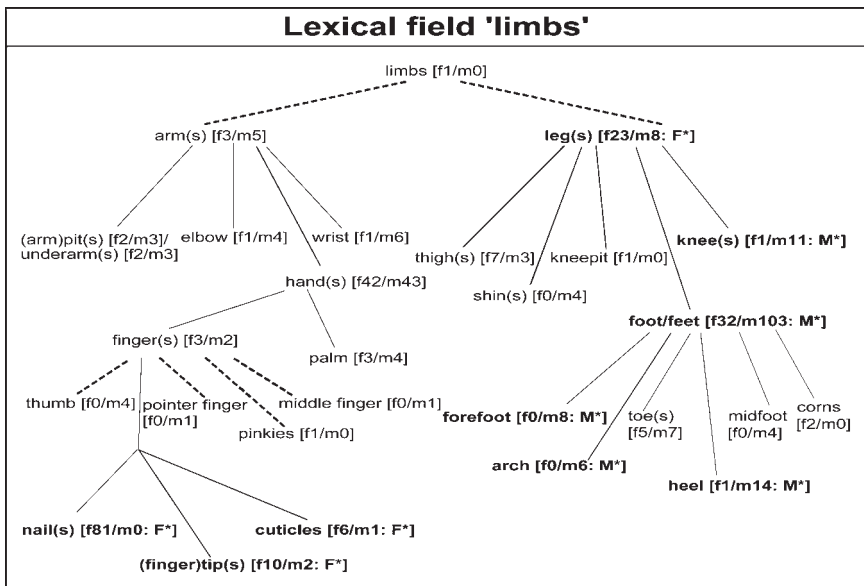 Lexical field 'limbs'
limbs [f1/m0]
arm(s) [f3/m5]
leg(s) [f23/m8: F*]
(arm)pit(s) [f2/m3]/
underarm(s) [f2/m3]
elbow [f1/m4]
wrist [f1/m6]
thigh(s) [f7/m3]
kneepit [f1/m0]
knee(s) [f1/m11: M*]
hand(s) [f42/m43]
shin(s) [f0/m4]
finger(s) [f3/m2]
palm [f3/m4]
foot/feet [f32/m103: M*]
thumb [f0/m4]
pointer finger
[f0/m1]
middle finger [f0/m1]
pinkies [f1/m0]
forefoot [f0/m8: M*]
toe(s)
[f5/m7]
midfoot
[f0/m4]
corns
[f2/m0]
arch [f0/m6: M*]
heel [f1/m14: M*]
nail(s) [f81/m0: F*]
cuticles [f6/m1: F*]
(finger)tip(s) [f10/m2: F*]